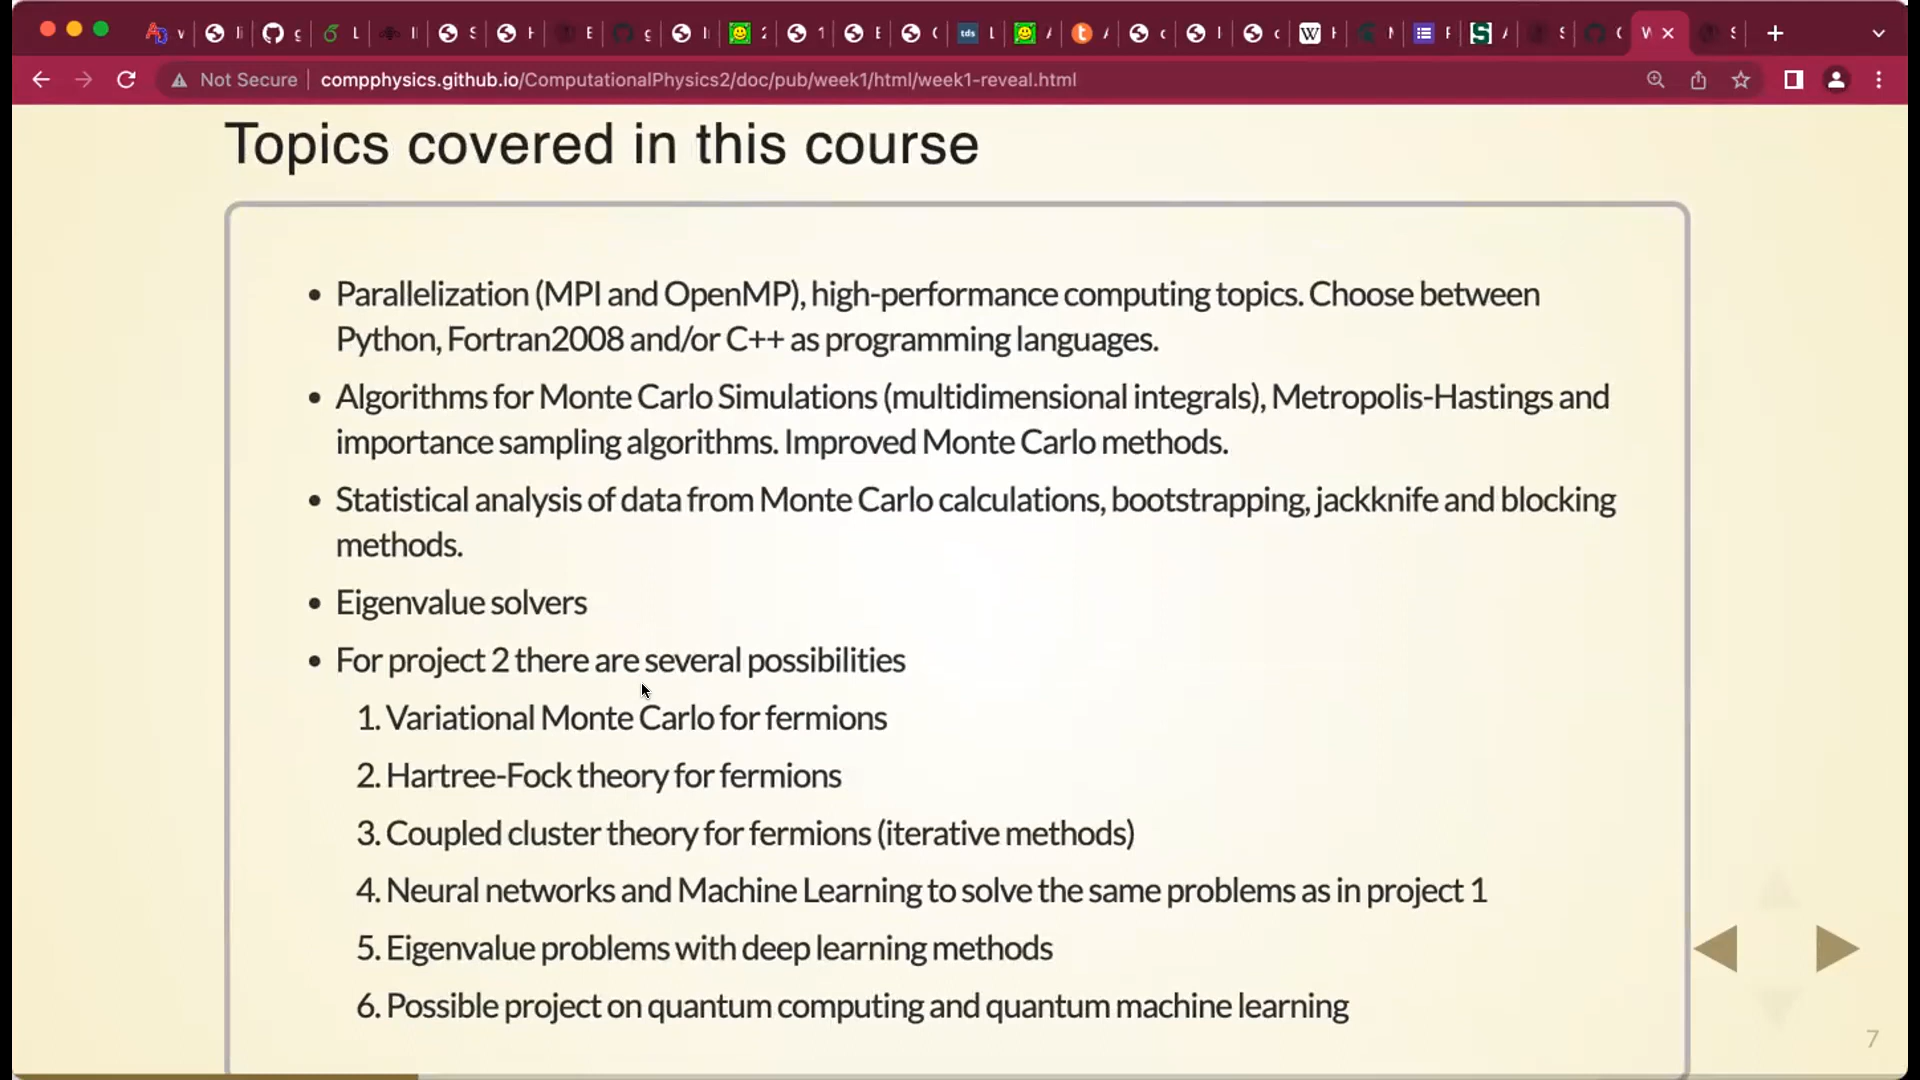 Not Secure compphysics.github.io/ComputationalPhysics2/doc/pub/week1/html/week1-reveal.html
Topics covered in this course
• Parallelization (MPI and OpenMP), high-performance computing topics. Choose between
Python, Fortran2008 and/or C++ as programming languages.
• Algorithms for Monte Carlo Simulations (multidimensional integrals), Metropolis-Hastings and
importance sampling algorithms. Improved Monte Carlo methods.
• Statistical analysis of data from Monte Carlo calculations, bootstrapping, jackknife and blocking
methods.
• Eigenvalue solvers
• For project 2 there are several possibilities
1. Variational Monte Carlo for fermions
2. Hartree-Fock theory for fermions
3. Coupled cluster theory for fermions (iterative methods)
4. Neural networks and Machine Learning to solve the same problems as in project 1
5. Eigenvalue problems with deep learning methods
6. Possible project on quantum computing and quantum machine learning
7